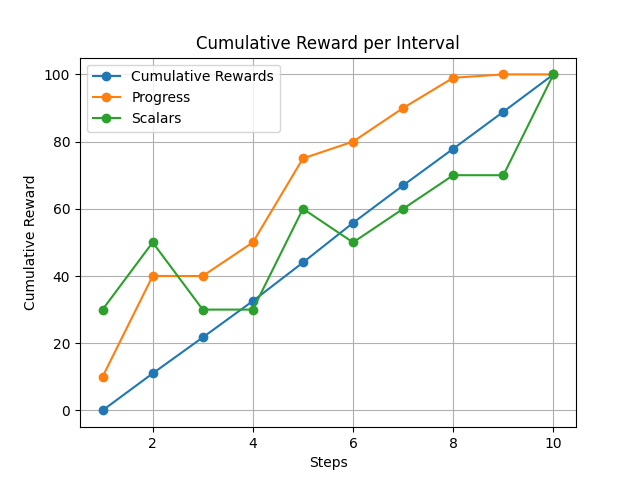 Cumulative Reward per Interval
Cumulative Rewards
Progress
Scalars
Cumulative Reward
100
80
60
40
20
0
2 4 6 8 10
Steps